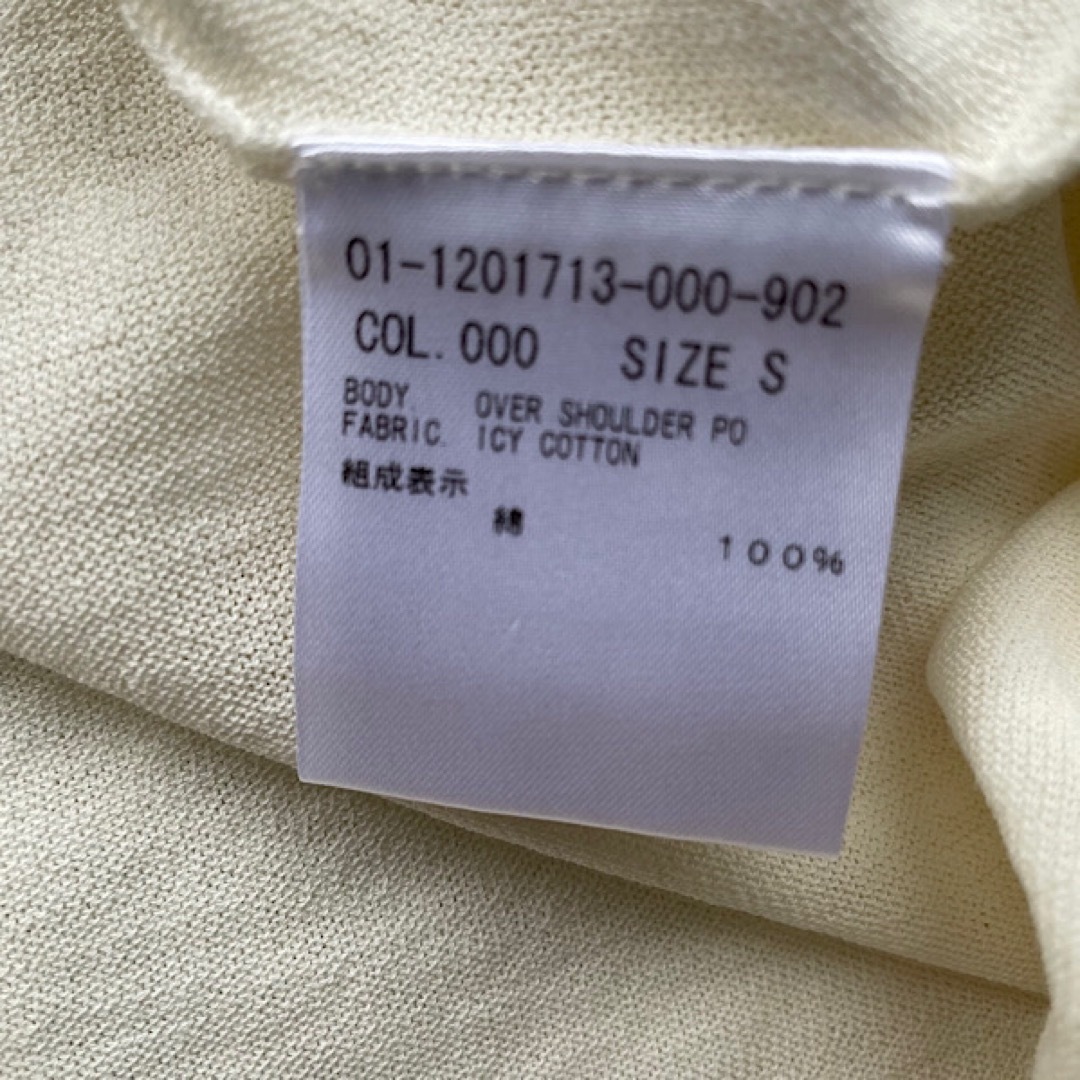 01-1201713-000-902
COL.000 SIZE S
BODY. OVER SHOULDER PO
FABRIC. ICY COTTON
組成表示
綿
100%